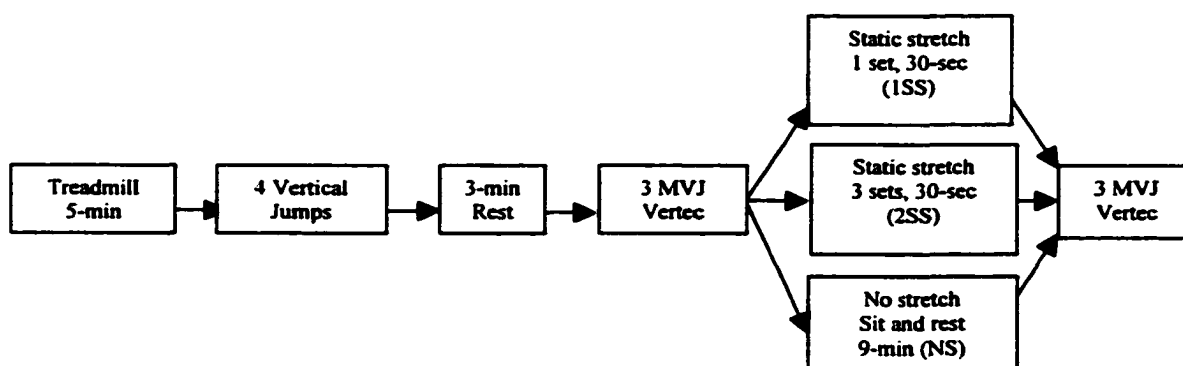 Treadmill
5-min
4 Vertical
Jumps
3-min
Rest
3 MVJ
Vertec
Static stretch
1 set, 30-sec
(1SS)
Static stretch
3 sets, 30-sec
(2SS)
No stretch
Sit and rest
9-min (NS)
3 MVJ
Vertec